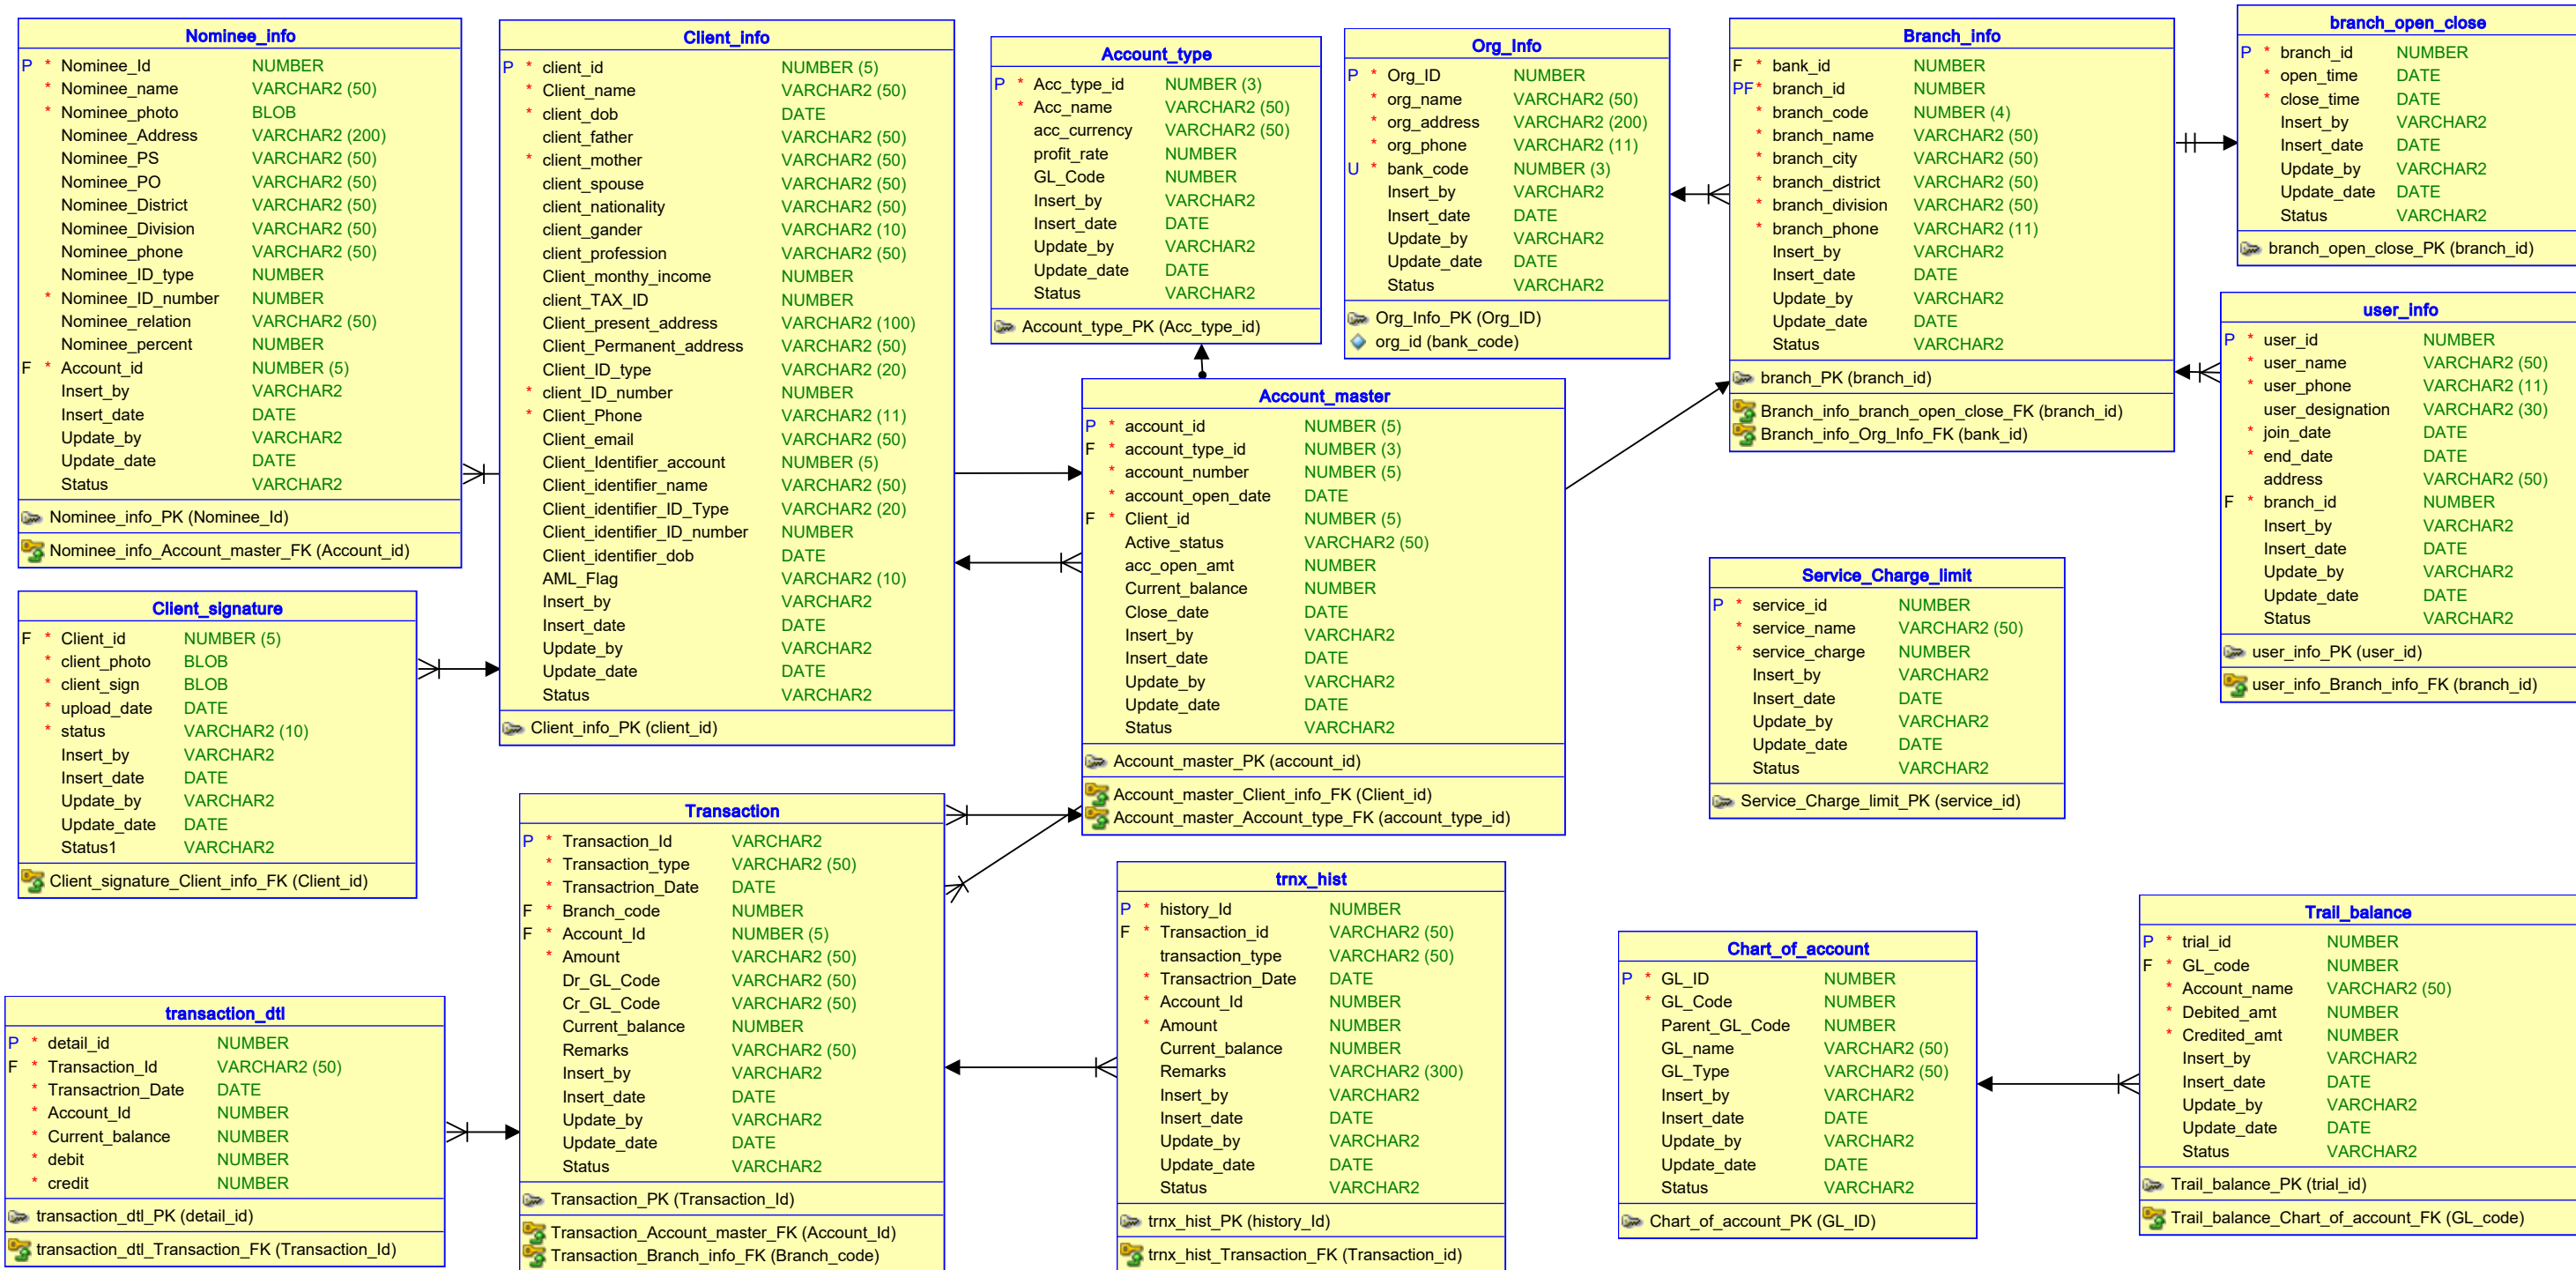 Nominee_info
P * Nominee_Id NUMBER
* Nominee_name VARCHAR2 (50)
* Nominee_photo BLOB
Nominee_Address VARCHAR2 (200)
Nominee_PS VARCHAR2 (50)
Nominee_PO VARCHAR2 (50)
Nominee_District VARCHAR2 (50)
Nominee_Division VARCHAR2 (50)
Nominee_phone VARCHAR2 (50)
Nominee_ID_type NUMBER
* Nominee_ID_number NUMBER
Nominee_relation VARCHAR2 (50)
Nominee_percent NUMBER
F * Account_id NUMBER (5)
Insert_by VARCHAR2
Insert_date DATE
Update_by VARCHAR2
Update_date DATE
Status VARCHAR2
Nominee_info_PK (Nominee_Id)
Nominee_info_Account_master_FK (Account_id)
Client_info
P * client_id NUMBER (5)
* Client_name VARCHAR2 (50)
* client_dob DATE
client_father VARCHAR2 (50)
* client_mother VARCHAR2 (50)
client_spouse VARCHAR2 (50)
client_nationality VARCHAR2 (50)
client_gander VARCHAR2 (10)
client_profession VARCHAR2 (50)
Client_monthy_income NUMBER
client_TAX_ID NUMBER
Client_present_address VARCHAR2 (100)
Client_Permanent_address VARCHAR2 (50)
Client_ID_type VARCHAR2 (20)
* client_ID_number NUMBER
* Client_Phone VARCHAR2 (11)
Client_email VARCHAR2 (50)
Client_Identifier_account NUMBER (5)
Client_identifier_name VARCHAR2 (50)
Client_identifier_ID_Type VARCHAR2 (20)
Client_identifier_ID_number NUMBER
Client_identifier_dob DATE
AML_Flag VARCHAR2 (10)
Insert_by VARCHAR2
Insert_date DATE
Update_by VARCHAR2
Update_date DATE
Status VARCHAR2
Client_info_PK (client_id)
Account_type
P * Acc_type_id NUMBER (3)
* Acc_name VARCHAR2 (50)
acc_currency VARCHAR2 (50)
profit_rate NUMBER
GL_Code NUMBER
Insert_by VARCHAR2
Insert_date DATE
Update_by VARCHAR2
Update_date DATE
Status VARCHAR2
Account_type_PK (Acc_type_id)
Org_Info
P * Org_ID NUMBER
* org_name VARCHAR2 (50)
* org_address VARCHAR2 (200)
* org_phone VARCHAR2 (11)
U * bank_code NUMBER (3)
Insert_by VARCHAR2
Insert_date DATE
Update_by VARCHAR2
Update_date DATE
Status VARCHAR2
Org_Info_PK (Org_ID)
org_id (bank_code)
Branch_info
F * bank_id NUMBER
PF* branch_id NUMBER
* branch_code NUMBER (4)
* branch_name VARCHAR2 (50)
* branch_city VARCHAR2 (50)
* branch_district VARCHAR2 (50)
* branch_division VARCHAR2 (50)
* branch_phone VARCHAR2 (11)
Insert_by VARCHAR2
Insert_date DATE
Update_by VARCHAR2
Update_date DATE
Status VARCHAR2
branch_PK (branch_id)
Branch_info_branch_open_close_FK (branch_id)
Branch_info_Org_Info_FK (bank_id)
branch_open_close
P * branch_id NUMBER
* open_time DATE
* close_time DATE
Insert_by VARCHAR2
Insert_date DATE
Update_by VARCHAR2
Update_date DATE
Status VARCHAR2
branch_open_close_PK (branch_id)
user_info
P * user_id NUMBER
* user_name VARCHAR2 (50)
* user_phone VARCHAR2 (11)
user_designation VARCHAR2 (30)
* join_date DATE
* end_date DATE
address VARCHAR2 (50)
F * branch_id NUMBER
Insert_by VARCHAR2
Insert_date DATE
Update_by VARCHAR2
Update_date DATE
Status VARCHAR2
user_info_PK (user_id)
user_info_Branch_info_FK (branch_id)
Account_master
P * account_id NUMBER (5)
F * account_type_id NUMBER (3)
* account_number NUMBER (5)
* account_open_date DATE
F * Client_id NUMBER (5)
Active_status VARCHAR2 (50)
acc_open_amt NUMBER
Current_balance NUMBER
Close_date DATE
Insert_by VARCHAR2
Insert_date DATE
Update_by VARCHAR2
Update_date DATE
Status VARCHAR2
Account_master_PK (account_id)
Account_master_Client_info_FK (Client_id)
Account_master_Account_type_FK (account_type_id)
Service_Charge_limit
P * service_id NUMBER
* service_name VARCHAR2 (50)
* service_charge NUMBER
Insert_by VARCHAR2
Insert_date DATE
Update_by VARCHAR2
Update_date DATE
Status VARCHAR2
Service_Charge_limit_PK (service_id)
Client_signature
F * Client_id NUMBER (5)
* client_photo BLOB
* client_sign BLOB
* upload_date DATE
* status VARCHAR2 (10)
Insert_by VARCHAR2
Insert_date DATE
Update_by VARCHAR2
Update_date DATE
Status1 VARCHAR2
Client_signature_Client_info_FK (Client_id)
Transaction
P * Transaction_Id VARCHAR2
* Transaction_type VARCHAR2 (50)
* Transactrion_Date DATE
F * Branch_code NUMBER
F * Account_Id NUMBER (5)
* Amount VARCHAR2 (50)
Dr_GL_Code VARCHAR2 (50)
Cr_GL_Code VARCHAR2 (50)
Current_balance NUMBER
Remarks VARCHAR2 (50)
Insert_by VARCHAR2
Insert_date DATE
Update_by VARCHAR2
Update_date DATE
Status VARCHAR2
Transaction_PK (Transaction_Id)
Transaction_Account_master_FK (Account_Id)
Transaction_Branch_info_FK (Branch_code)
trnx_hist
P * history_Id NUMBER
F * Transaction_id VARCHAR2 (50)
transaction_type VARCHAR2 (50)
* Transactrion_Date DATE
* Account_Id NUMBER
* Amount NUMBER
Current_balance NUMBER
Remarks VARCHAR2 (300)
Insert_by VARCHAR2
Insert_date DATE
Update_by VARCHAR2
Update_date DATE
Status VARCHAR2
trnx_hist_PK (history_Id)
trnx_hist_Transaction_FK (Transaction_id)
Chart_of_account
P * GL_ID NUMBER
* GL_Code NUMBER
Parent_GL_Code NUMBER
GL_name VARCHAR2 (50)
GL_Type VARCHAR2 (50)
Insert_by VARCHAR2
Insert_date DATE
Update_by VARCHAR2
Update_date DATE
Status VARCHAR2
Chart_of_account_PK (GL_ID)
Trail_balance
P * trial_id NUMBER
F * GL_code NUMBER
* Account_name VARCHAR2 (50)
* Debited_amt NUMBER
* Credited_amt NUMBER
Insert_by VARCHAR2
Insert_date DATE
Update_by VARCHAR2
Update_date DATE
Status VARCHAR2
Trail_balance_PK (trial_id)
Trail_balance_Chart_of_account_FK (GL_code)
transaction_dtl
P * detail_id NUMBER
F * Transaction_Id VARCHAR2 (50)
* Transactrion_Date DATE
* Account_Id NUMBER
* Current_balance NUMBER
* debit NUMBER
* credit NUMBER
transaction_dtl_PK (detail_id)
transaction_dtl_Transaction_FK (Transaction_Id)